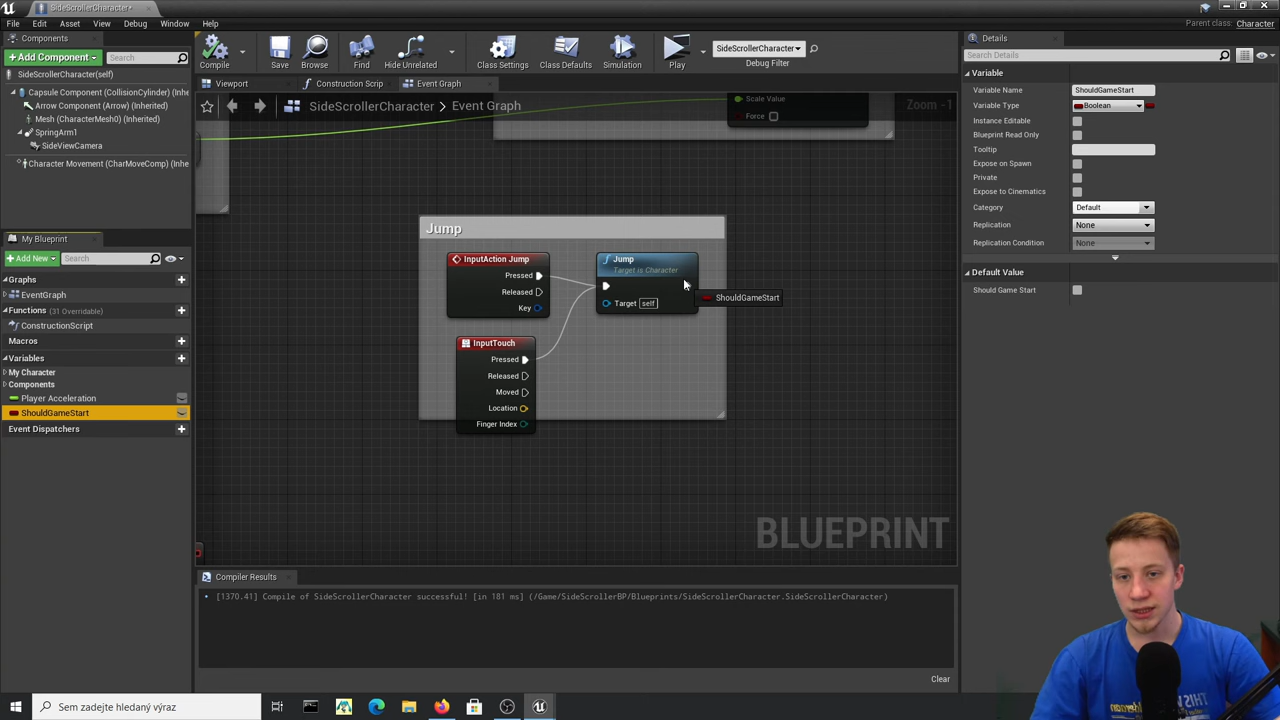 SideScrollerCharacter*
File Edit Asset View Debug Window Help
Parent class: Character
Components
+ Add Component
Search
SideScrollerCharacter(self)
Capsule Component (CollisionCylinder) (Inhe
Arrow Component (Arrow) (Inherited)
Mesh (CharacterMesh0) (Inherited)
SpringArm1
SideViewCamera
Character Movement (CharMoveComp) (Inhe
My Blueprint
+ Add New
Search
Graphs
EventGraph
Functions (31 Overridable)
ConstructionScript
Macros
Variables
My Character
Components
Player Acceleration
ShouldGameStart
Event Dispatchers
Compile
Save
Browse
Find
Hide Unrelated
Class Settings
Class Defaults
Simulation
Play
SideScrollerCharacter
Debug Filter
Viewport
Construction Scrip
Event Graph
SideScrollerCharacter > Event Graph
Zoom -1
Scale Value
Force
Jump
InputAction Jump
Pressed
Released
Key
Jump
Target is Character
Target self
ShouldGameStart
InputTouch
Pressed
Released
Moved
Location
Finger Index
BLUEPRINT
Compiler Results
[1370.41] Compile of SideScrollerCharacter successful! [in 181 ms] (/Game/SideScrollerBP/Blueprints/SideScrollerCharacter.SideScrollerCharacter)
Clear
Details
Search Details
Variable
Variable Name ShouldGameStart
Variable Type Boolean
Instance Editable
Blueprint Read Only
Tooltip
Expose on Spawn
Private
Expose to Cinematics
Category Default
Replication None
Replication Condition None
Default Value
Should Game Start
Sem zadejte hledaný výraz